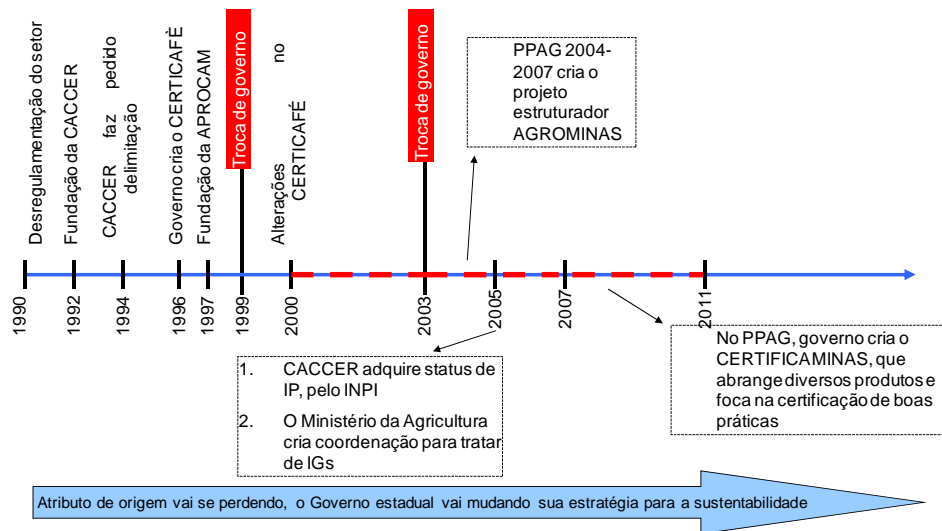 Desregulamentação do setor
Fundação da CACCER
CACCER faz pedido
delimitação
Governo cria o CERTICAFÈ
Fundação da APROCAM
Troca de governo
Alterações no
CERTICAFÉ
Troca de governo
PPAG 2004-
2007 cria o
projeto
estruturador
AGROMINAS
1990
1992
1994
1996
1997
1999
2000
2003
2005
2007
2011
1. CACCER adquire status de
IP, pelo INPI
2. O Ministério da Agricultura
cria coordenação para tratar
de IGs
No PPAG, governo cria o
CERTIFICAMINAS, que
abrange diversos produtos e
foca na certificação de boas
práticas
Atributo de origem vai se perdendo, o Governo estadual vai mudando sua estratégia para a sustentabilidade